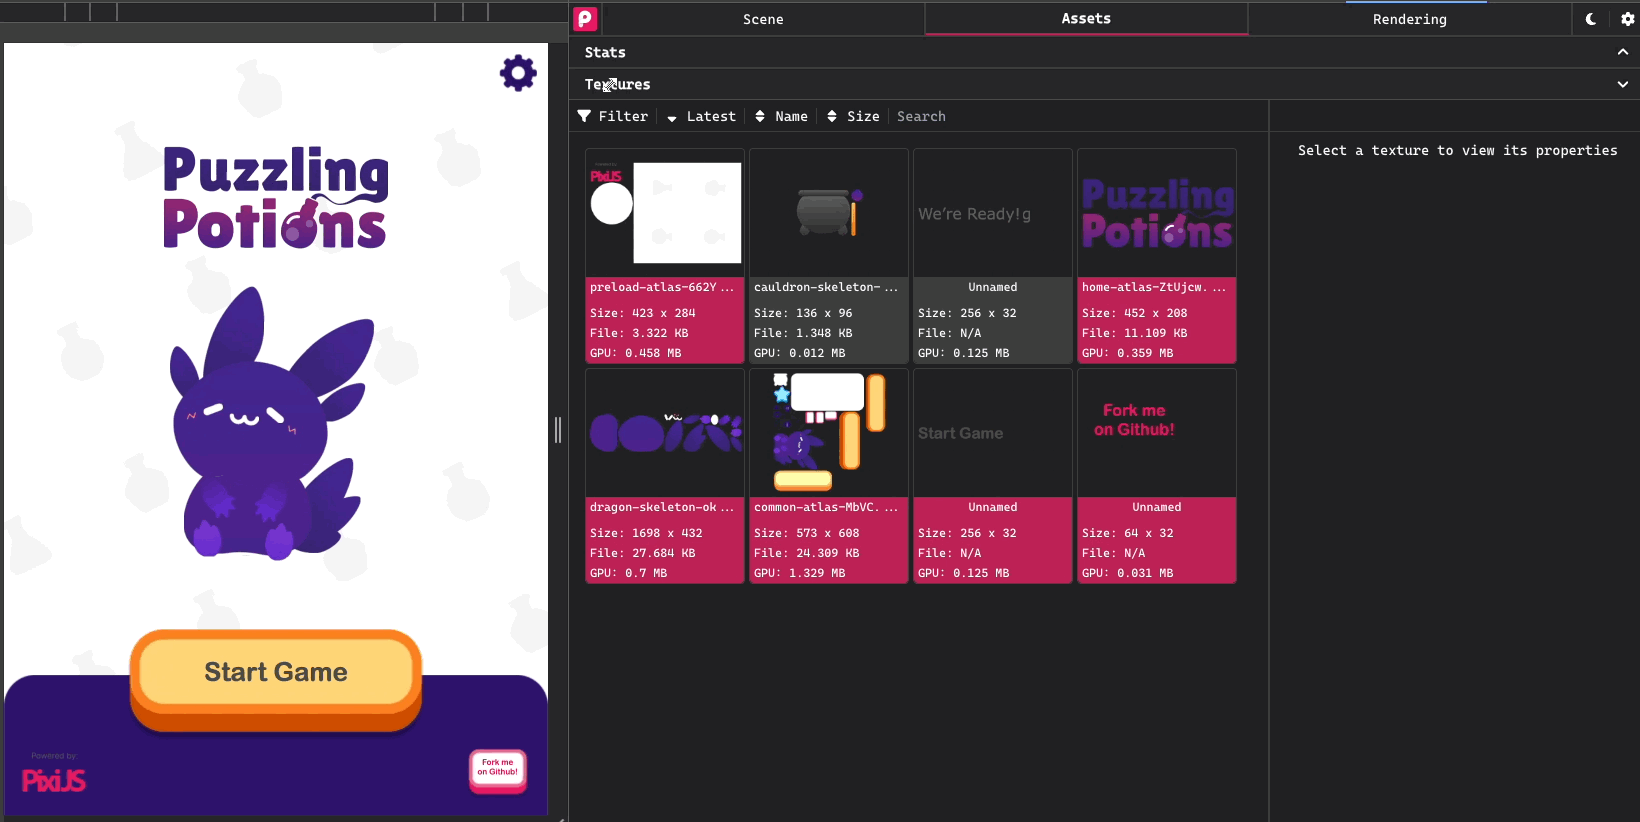 Puzzling
Potions
Start Game
Powered by:
PixiJS
Fork me
on Github!
P
Scene
Assets
Rendering
Stats
Textures
Filter
Latest
Name
Size
Search
Select a texture to view its properties
PixiJS
preload-atlas-662Y...
Size: 423 x 284
File: 3.322 KB
GPU: 0.458 MB
cauldron-skeleton-...
Size: 136 x 96
File: 1.348 KB
GPU: 0.012 MB
We're Ready!g
Unnamed
Size: 256 x 32
File: N/A
GPU: 0.125 MB
Puzzling
Potions
home-atlas-ZtUjcw. ...
Size: 452 x 208
File: 11.109 KB
GPU: 0.359 MB
dragon-skeleton-ok...
Size: 1698 x 432
File: 27.684 KB
GPU: 0.7 MB
common-atlas-MbVC. ...
Size: 573 x 608
File: 24.309 KB
GPU: 1.329 MB
Start Game
Unnamed
Size: 256 x 32
File: N/A
GPU: 0.125 MB
Fork me
on Github!
Unnamed
Size: 64 x 32
File: N/A
GPU: 0.031 MB